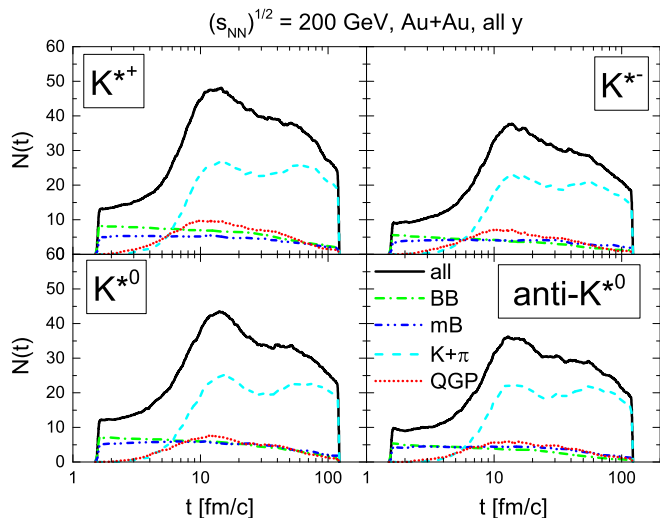 (s_NN)^1/2 = 200 GeV, Au+Au, all y
60
50
40
30
20
10
60
N(t)
K*+
K*-
50
40
30
20
10
0
N(t)
K*0
all
BB
mB
K+π
QGP
anti-K*0
1 10 100 10 100
t [fm/c] t [fm/c]